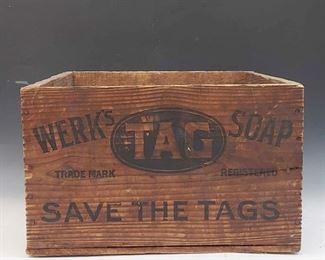 WERK'S TAG SOAP
TRADE MARK REGISTERED
SAVE THE TAGS